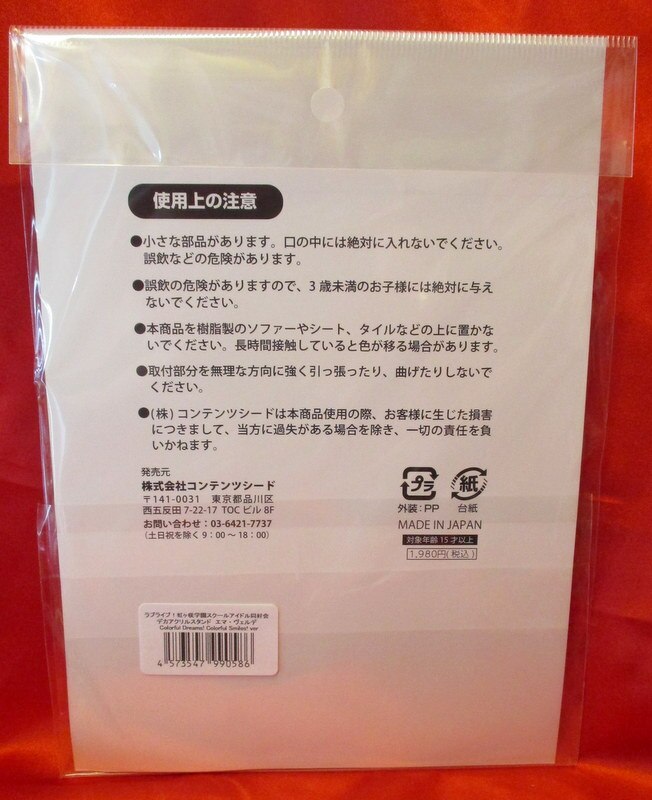 使用上の注意
●小さな部品があります。口の中には絶対に入れないでください。
誤飲などの危険があります。
●誤飲の危険がありますので、3歳未満のお子様には絶対に与え
ないでください。
●本商品を樹脂製のソファーやシート、タイルなどの上に置かな
いでください。長時間接触していると色が移る場合があります。
●取付部分を無理な方向に強く引っ張ったり、曲げたりしないで
ください。
●(株)コンテンツシードは本商品使用の際、お客様に生じた損害
につきまして、当方に過失がある場合を除き、一切の責任を負
いかねます。
発売元
株式会社コンテンツシード
〒141-0031 東京都品川区
西五反田 7-22-17 TOC ビル 8F
お問い合わせ:03-6421-7737
(土日祝を除く 9:00〜18:00)
プラ 紙
外装:PP 台紙
MADE IN JAPAN
対象年齢 15 才以上
1,980円(税込)
ラブライブ!虹ヶ咲学園スクールアイドル同好会
デカアクリルスタンド エマ・ヴェルデ
Colorful Dreams! Colorful Smiles! ver
4 573547 990586